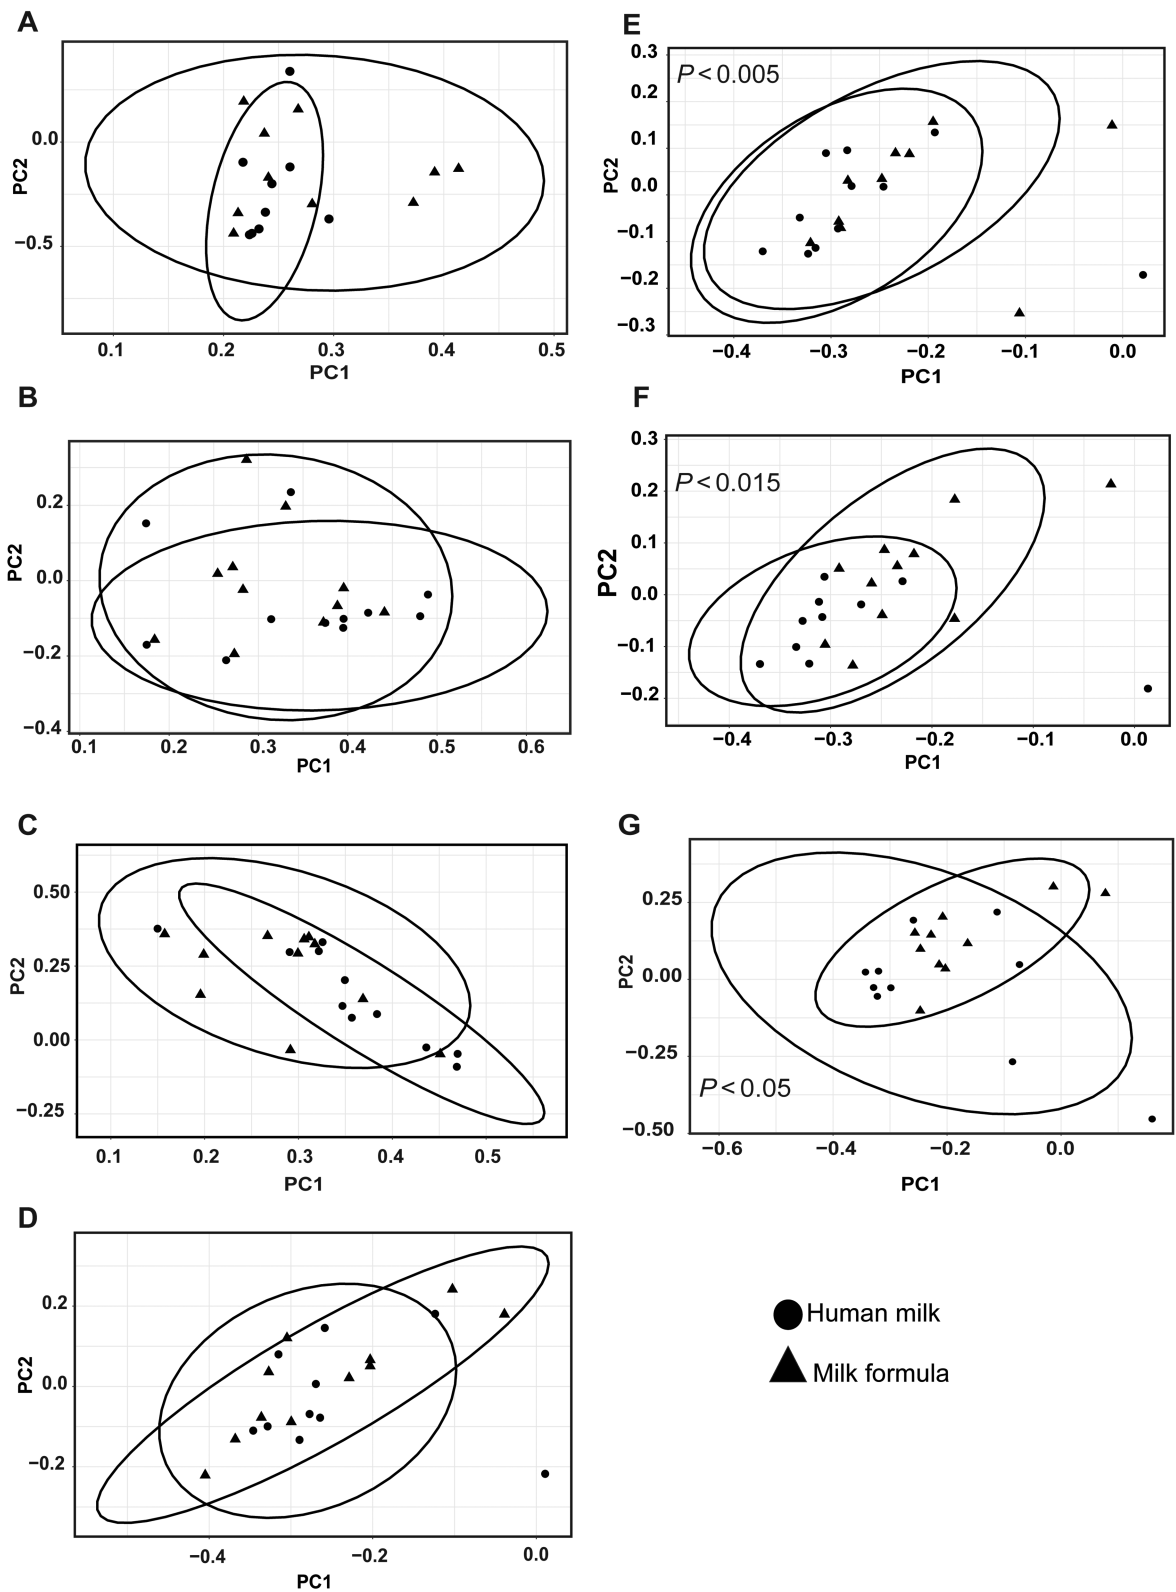 A
PC2
0.0
−0.5
0.1 0.2 0.3 0.4 0.5
PC1
B
PC2
0.2
0.0
−0.2
−0.4
0.1 0.2 0.3 0.4 0.5 0.6
PC1
C
PC2
0.50
0.25
0.00
−0.25
0.1 0.2 0.3 0.4 0.5
PC1
D
PC2
0.2
0.0
−0.2
−0.4 −0.2 0.0
PC1
E
P < 0.005
PC2
0.3
0.2
0.1
0.0
−0.1
−0.2
−0.3
−0.4 −0.3 −0.2 −0.1 0.0
PC1
F
P < 0.015
PC2
0.3
0.2
0.1
0.0
−0.1
−0.2
−0.4 −0.3 −0.2 −0.1 0.0
PC1
G
PC2
0.25
0.00
−0.25
−0.50
P < 0.05
−0.6 −0.4 −0.2 0.0
PC1
Human milk
Milk formula